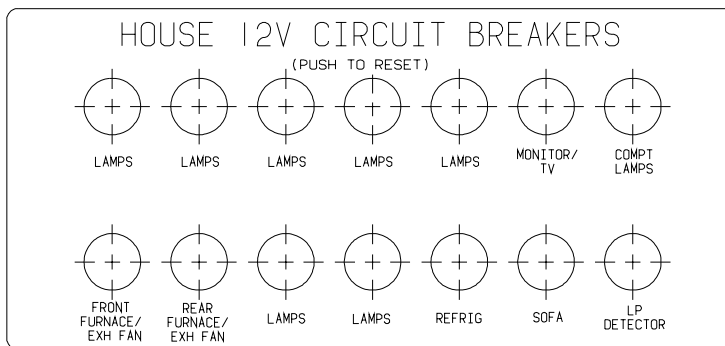 HOUSE 12V CIRCUIT BREAKERS
(PUSH TO RESET)
LAMPS LAMPS LAMPS LAMPS LAMPS MONITOR/ TV COMPT LAMPS
FRONT FURNACE/ EXH FAN REAR FURNACE/ EXH FAN LAMPS LAMPS REFRIG SOFA LP DETECTOR